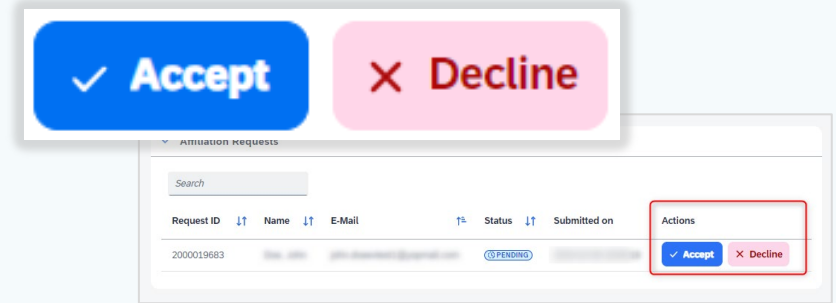 Accept Decline
Affiliation Requests
Search
Request ID Name E-Mail Status Submitted on Actions
2000019683 PENDING Accept Decline